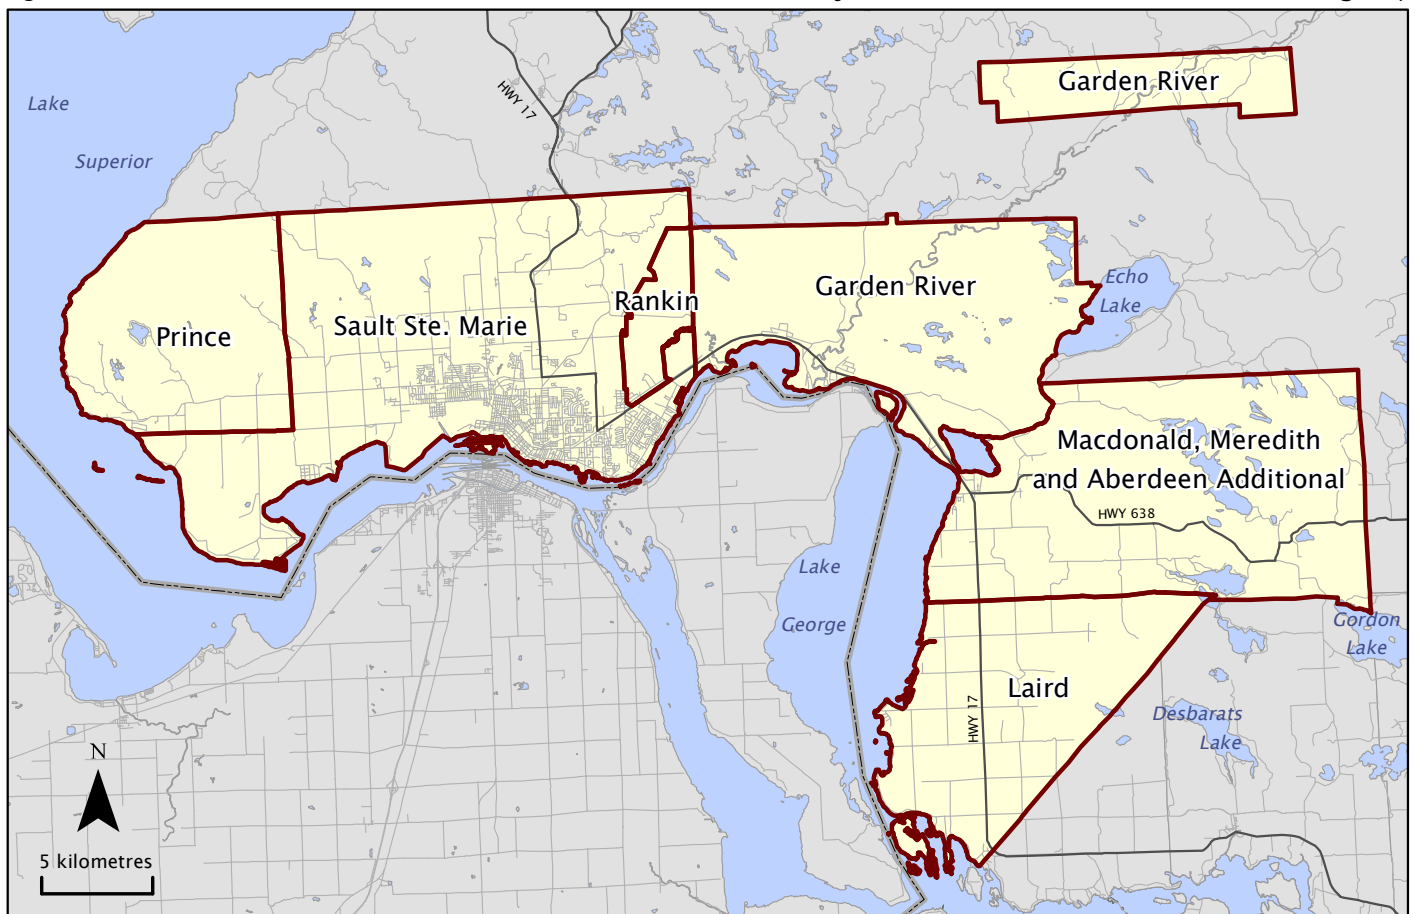 Garden River
Lake
Superior
HWY 17
Echo
Lake
Garden River
Rankin
Sault Ste. Marie
Prince
Macdonald, Meredith
and Aberdeen Additional
HWY 638
Lake
George
Gordon
Lake
Laird
HWY 17
Desbarats
Lake
N
5 kilometres